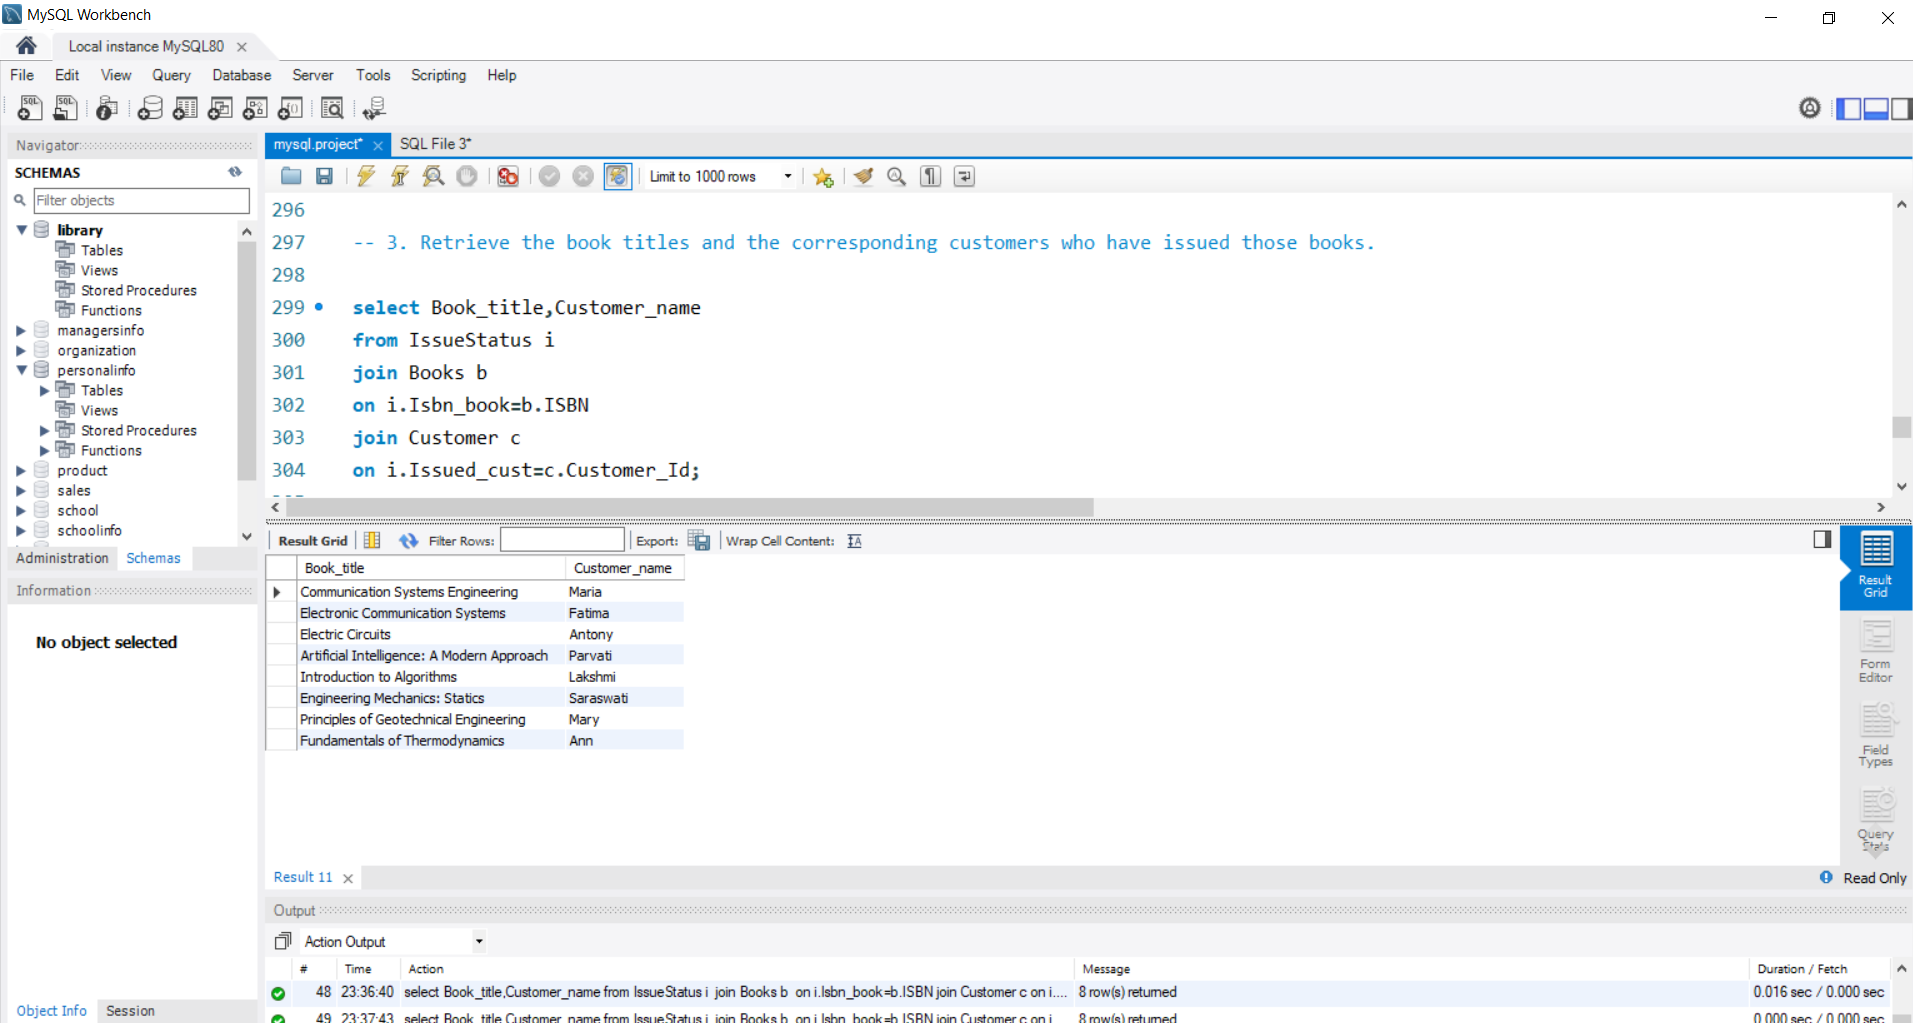 MySQL Workbench
Local instance MySQL80
File Edit View Query Database Server Tools Scripting Help
Navigator
SCHEMAS
Filter objects
library
Tables
Views
Stored Procedures
Functions
managersinfo
organization
personalinfo
Tables
Views
Stored Procedures
Functions
product
sales
school
schoolinfo
Administration Schemas
Information
No object selected
Object Info Session
mysql.project* SQL File 3*
Limit to 1000 rows
296
297 -- 3. Retrieve the book titles and the corresponding customers who have issued those books.
298
299 select Book_title,Customer_name
300 from IssueStatus i
301 join Books b
302 on i.Isbn_book=b.ISBN
303 join Customer c
304 on i.Issued_cust=c.Customer_Id;
Result Grid Filter Rows: Export: Wrap Cell Content:
Book_title Customer_name
Communication Systems Engineering Maria
Electronic Communication Systems Fatima
Electric Circuits Antony
Artificial Intelligence: A Modern Approach Parvati
Introduction to Algorithms Lakshmi
Engineering Mechanics: Statics Saraswati
Principles of Geotechnical Engineering Mary
Fundamentals of Thermodynamics Ann
Result
Grid
Form
Editor
Field
Types
Query
Stats
Result 11 Read Only
Output
Action Output
# Time Action Message Duration / Fetch
48 23:36:40 select Book_title,Customer_name from IssueStatus i join Books b on i.Isbn_book=b.ISBN join Customer c on i.... 8 row(s) returned 0.016 sec / 0.000 sec
49 23:37:43 select Book_title,Customer_name from IssueStatus i join Books b on i.Isbn_book=b.ISBN join Customer c on i.... 8 row(s) returned 0.000 sec / 0.000 sec